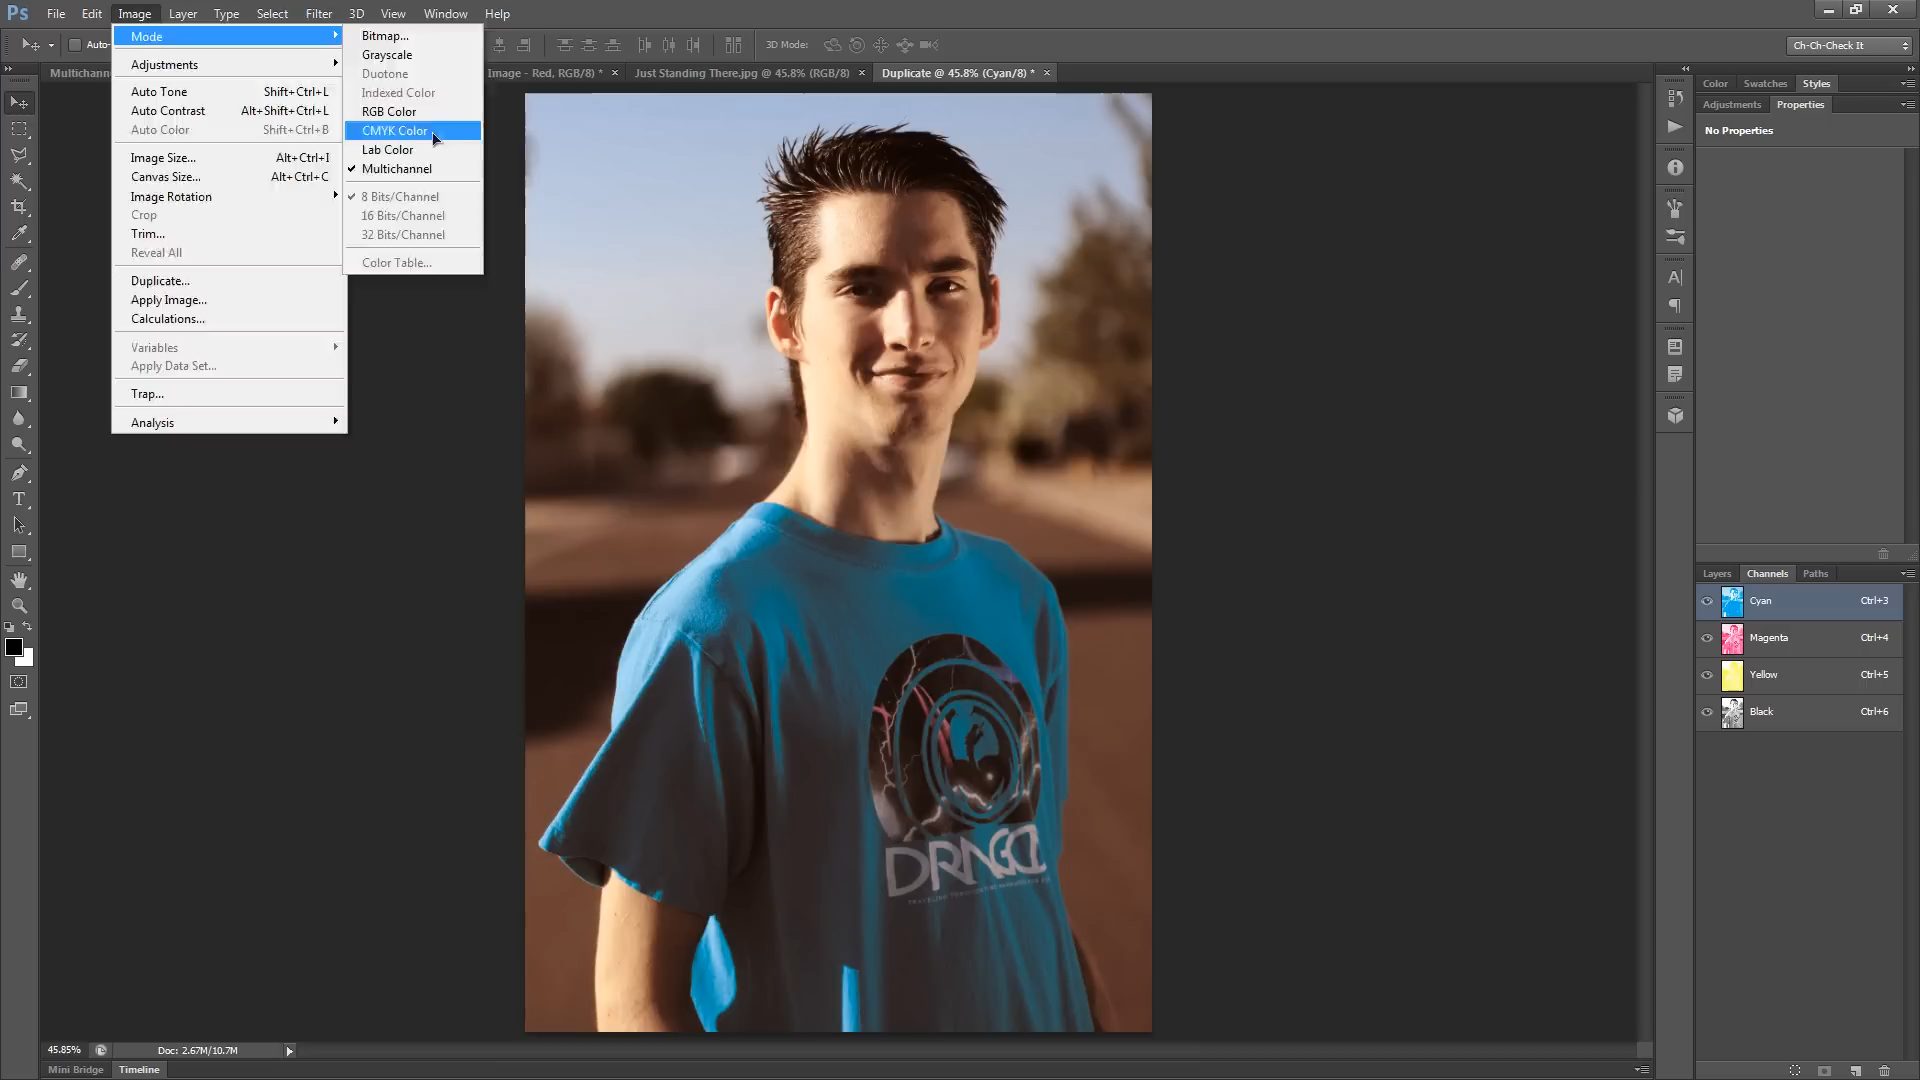 Ps File Edit Image Layer Type Select Filter 3D View Window Help
Auto-
3D Mode:
Ch-Ch-Check It
Image - Red, RGB/8) * ×
Just Standing There.jpg @ 45.8% (RGB/8) ×
Duplicate @ 45.8% (Cyan/8) * ×
Mode
Adjustments
Auto Tone Shift+Ctrl+L
Auto Contrast Alt+Shift+Ctrl+L
Auto Color Shift+Ctrl+B
Image Size... Alt+Ctrl+I
Canvas Size... Alt+Ctrl+C
Image Rotation
Crop
Trim...
Reveal All
Duplicate...
Apply Image...
Calculations...
Variables
Apply Data Set...
Trap...
Analysis
Bitmap...
Grayscale
Duotone
Indexed Color
RGB Color
CMYK Color
Lab Color
✓ Multichannel
✓ 8 Bits/Channel
16 Bits/Channel
32 Bits/Channel
Color Table...
Color Swatches Styles
Adjustments Properties
No Properties
Layers Channels Paths
Cyan Ctrl+3
Magenta Ctrl+4
Yellow Ctrl+5
Black Ctrl+6
45.85% Doc: 2.67M/10.7M
Mini Bridge Timeline